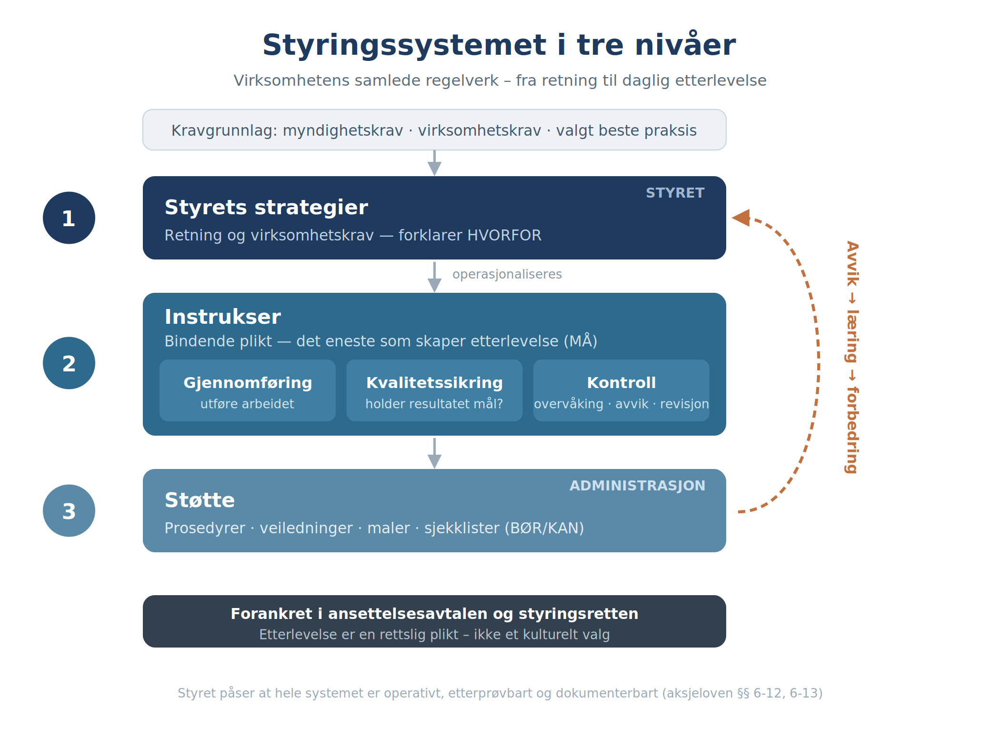 Styringssystemet i tre nivåer
Virksomhetens samlede regelverk – fra retning til daglig etterlevelse
Kravgrunnlag: myndighetskrav · virksomhetskrav · valgt beste praksis
1
STYRET
Styrets strategier
Retning og virksomhetskrav — forklarer HVORFOR
operasjonaliseres
2
Instrukser
Bindende plikt — det eneste som skaper etterlevelse (MÅ)
Gjennomføring
utføre arbeidet
Kvalitetssikring
holder resultatet mål?
Kontroll
overvåking · avvik · revisjon
3
ADMINISTRASJON
Støtte
Prosedyrer · veiledninger · maler · sjekklister (BØR/KAN)
Avvik → læring → forbedring
Forankret i ansettelsesavtalen og styringsretten
Etterlevelse er en rettslig plikt – ikke et kulturelt valg
Styret påser at hele systemet er operativt, etterprøvbart og dokumenterbart (aksjeloven §§ 6-12, 6-13)